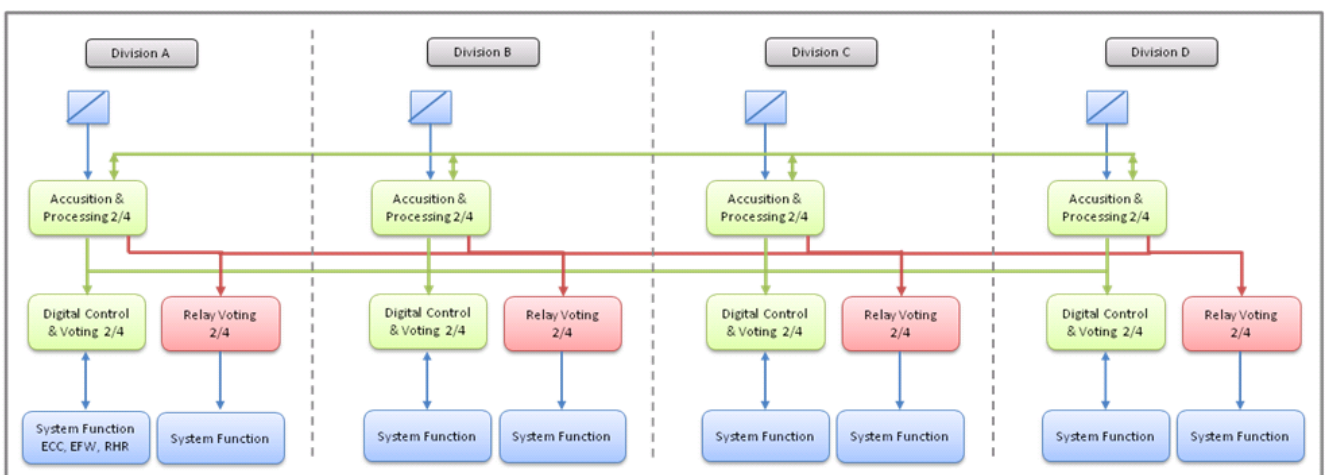 Division A
Division B
Division C
Division D
Accusition &
Processing 2/4
Accusition &
Processing 2/4
Accusition &
Processing 2/4
Accusition &
Processing 2/4
Digital Control
& Voting 2/4
Relay Voting
2/4
Digital Control
& Voting 2/4
Relay Voting
2/4
Digital Control
& Voting 2/4
Relay Voting
2/4
Digital Control
& Voting 2/4
Relay Voting
2/4
System Function
ECC, EFW, RHR
System Function
System Function
System Function
System Function
System Function
System Function
System Function